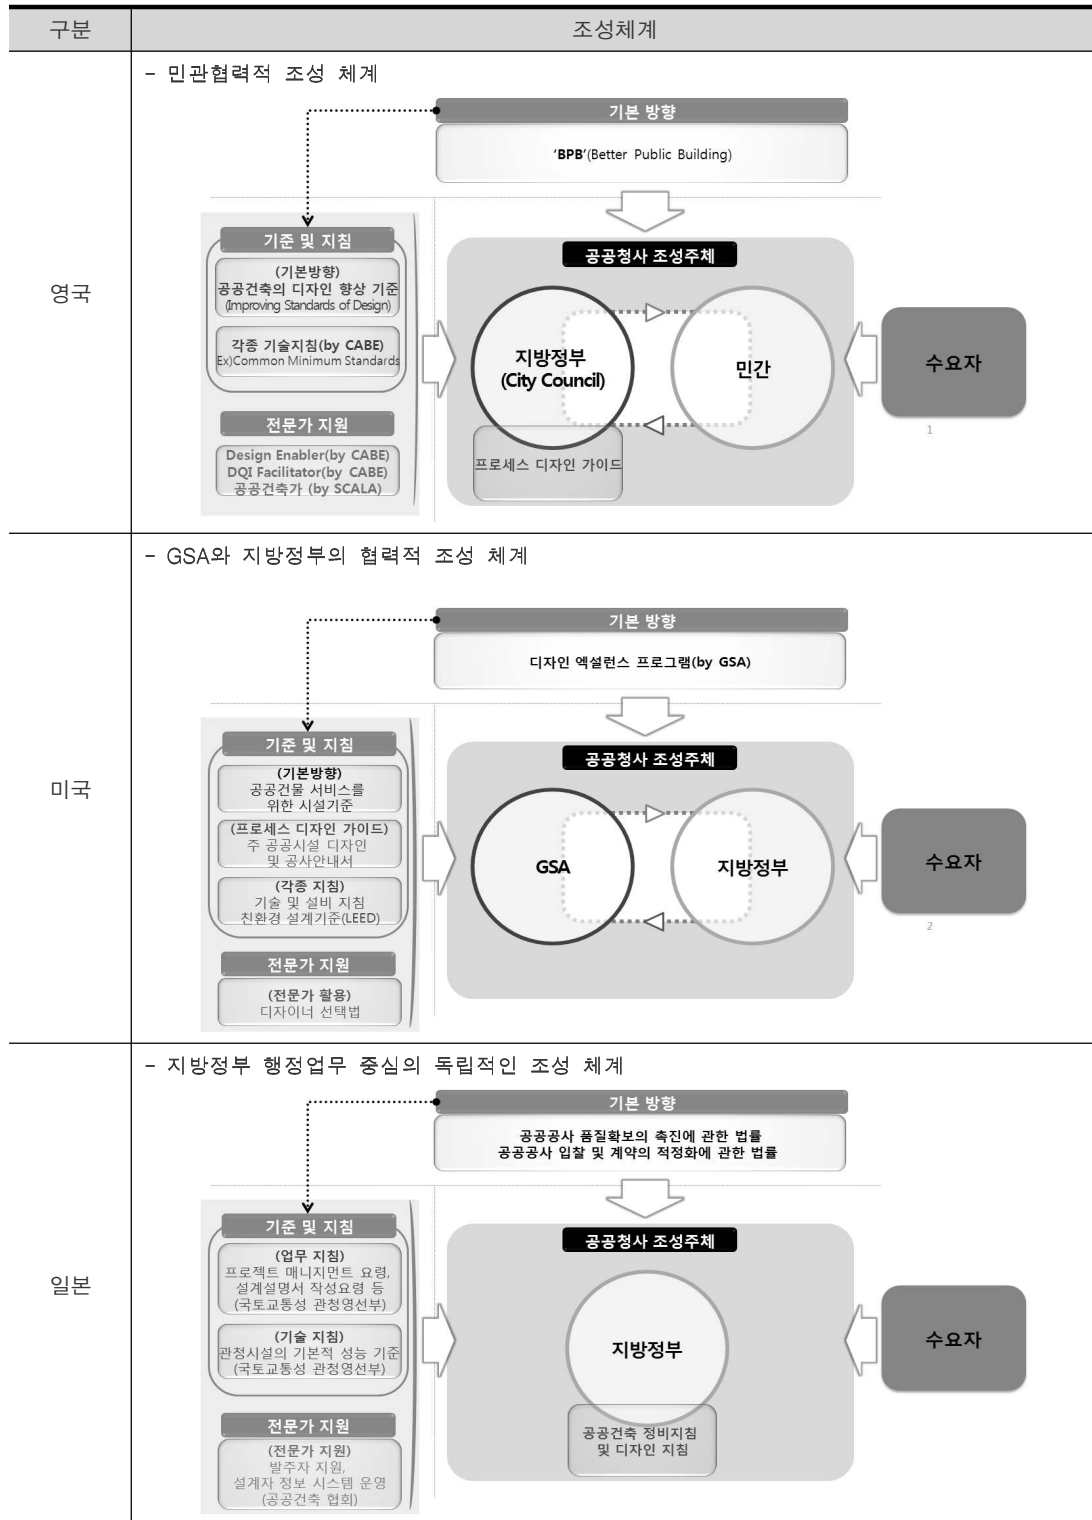 구분
조성체계
영국
- 민관협력적 조성 체계
기본 방향
'BPB'(Better Public Building)
기준 및 지침
(기본방향)
공공건축의 디자인 향상 기준
(Improving Standards of Design)
각종 기술지침(by CABE)
Ex)Common Minimum Standards
전문가 지원
Design Enabler(by CABE)
DQI Facilitator(by CABE)
공공건축가 (by SCALA)
공공청사 조성주체
지방정부
(City Council)
민간
프로세스 디자인 가이드
수요자
1
미국
- GSA와 지방정부의 협력적 조성 체계
기본 방향
디자인 엑설런스 프로그램(by GSA)
기준 및 지침
(기본방향)
공공건물 서비스를
위한 시설기준
(프로세스 디자인 가이드)
주 공공시설 디자인
및 공사안내서
(각종 지침)
기술 및 설비 지침
친환경 설계기준(LEED)
전문가 지원
(전문가 활용)
디자이너 선택법
공공청사 조성주체
GSA
지방정부
수요자
2
일본
- 지방정부 행정업무 중심의 독립적인 조성 체계
기본 방향
공공공사 품질확보의 촉진에 관한 법률
공공공사 입찰 및 계약의 적정화에 관한 법률
기준 및 지침
(업무 지침)
프로젝트 매니지먼트 요령,
설계설명서 작성요령 등
(국토교통성 관청영선부)
(기술 지침)
관청시설의 기본적 성능 기준
(국토교통성 관청영선부)
전문가 지원
(전문가 지원)
발주자 지원,
설계자 정보 시스템 운영
(공공건축 협회)
공공청사 조성주체
지방정부
공공건축 정비지침
및 디자인 지침
수요자